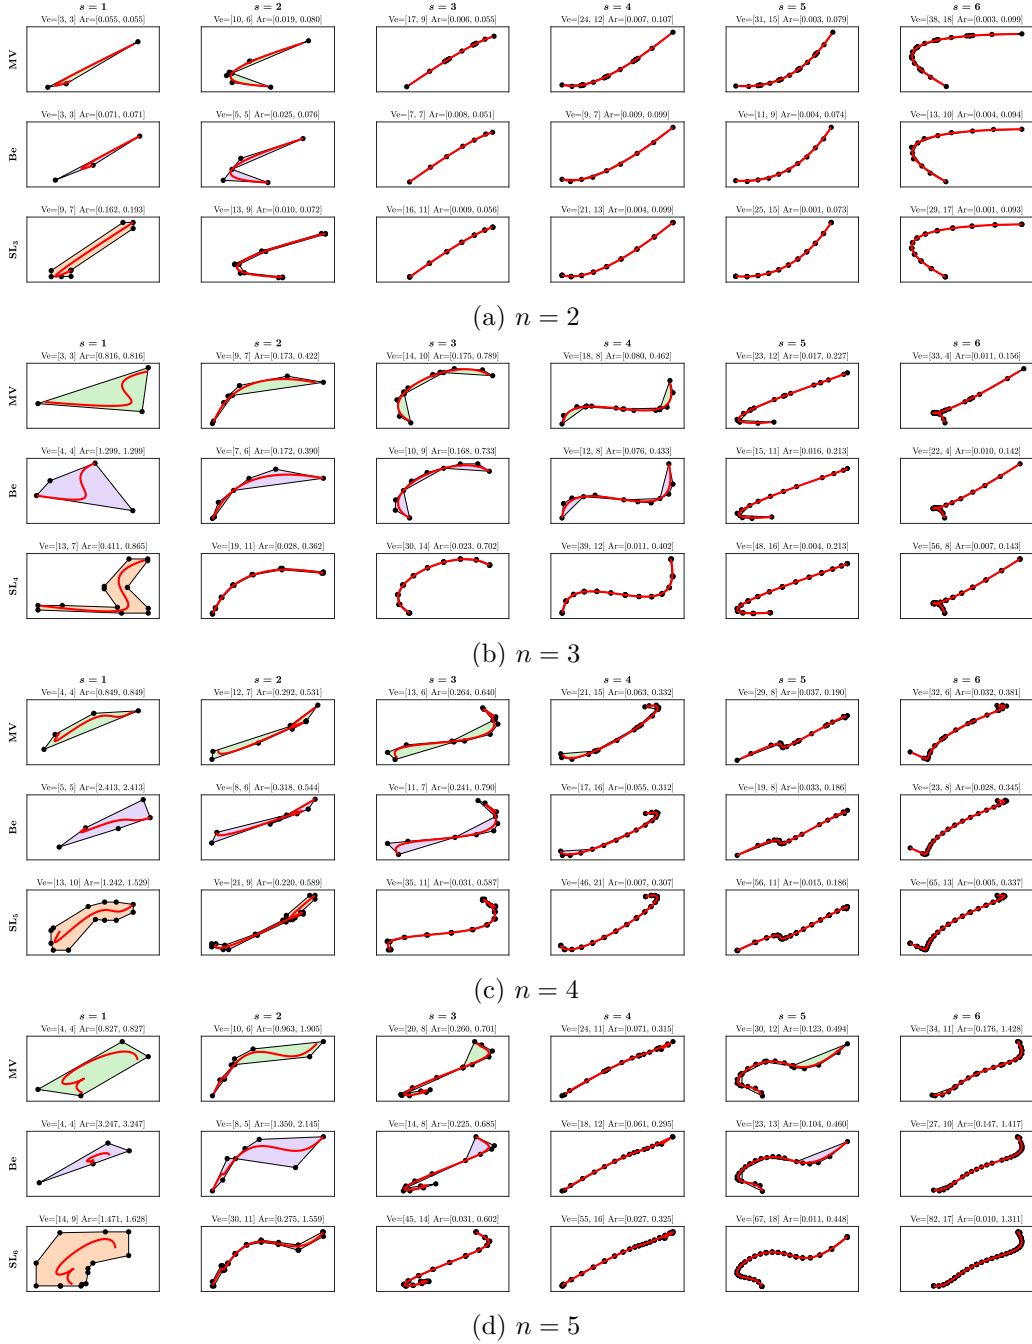 s = 1 s = 2 s = 3 s = 4 s = 5 s = 6
Ve=[3, 3] Ar=[0.055, 0.055] Ve=[10, 6] Ar=[0.019, 0.080] Ve=[17, 9] Ar=[0.006, 0.055] Ve=[24, 12] Ar=[0.007, 0.107] Ve=[31, 15] Ar=[0.003, 0.079] Ve=[38, 18] Ar=[0.003, 0.099]
MV
Ve=[3, 3] Ar=[0.071, 0.071] Ve=[5, 5] Ar=[0.025, 0.076] Ve=[7, 7] Ar=[0.008, 0.051] Ve=[9, 7] Ar=[0.009, 0.099] Ve=[11, 9] Ar=[0.004, 0.074] Ve=[13, 10] Ar=[0.004, 0.094]
Be
Ve=[9, 7] Ar=[0.162, 0.193] Ve=[13, 9] Ar=[0.010, 0.072] Ve=[16, 11] Ar=[0.009, 0.056] Ve=[21, 13] Ar=[0.004, 0.099] Ve=[25, 15] Ar=[0.001, 0.073] Ve=[29, 17] Ar=[0.001, 0.093]
SL₃
(a) n = 2
s = 1 s = 2 s = 3 s = 4 s = 5 s = 6
Ve=[3, 3] Ar=[0.816, 0.816] Ve=[9, 7] Ar=[0.173, 0.422] Ve=[14, 10] Ar=[0.175, 0.789] Ve=[18, 8] Ar=[0.080, 0.462] Ve=[23, 12] Ar=[0.017, 0.227] Ve=[33, 4] Ar=[0.011, 0.156]
MV
Ve=[4, 4] Ar=[1.299, 1.299] Ve=[7, 6] Ar=[0.172, 0.390] Ve=[10, 9] Ar=[0.168, 0.733] Ve=[12, 8] Ar=[0.076, 0.433] Ve=[15, 11] Ar=[0.016, 0.213] Ve=[22, 4] Ar=[0.010, 0.142]
Be
Ve=[13, 7] Ar=[0.411, 0.865] Ve=[19, 11] Ar=[0.028, 0.362] Ve=[30, 14] Ar=[0.023, 0.702] Ve=[39, 12] Ar=[0.011, 0.402] Ve=[48, 16] Ar=[0.004, 0.213] Ve=[56, 8] Ar=[0.007, 0.143]
SL₄
(b) n = 3
s = 1 s = 2 s = 3 s = 4 s = 5 s = 6
Ve=[4, 4] Ar=[0.849, 0.849] Ve=[12, 7] Ar=[0.292, 0.531] Ve=[13, 6] Ar=[0.264, 0.640] Ve=[21, 15] Ar=[0.063, 0.332] Ve=[29, 8] Ar=[0.037, 0.190] Ve=[32, 6] Ar=[0.032, 0.381]
MV
Ve=[5, 5] Ar=[2.413, 2.413] Ve=[8, 6] Ar=[0.318, 0.544] Ve=[11, 7] Ar=[0.241, 0.790] Ve=[17, 16] Ar=[0.055, 0.312] Ve=[19, 8] Ar=[0.033, 0.186] Ve=[23, 8] Ar=[0.028, 0.345]
Be
Ve=[13, 10] Ar=[1.242, 1.529] Ve=[21, 9] Ar=[0.220, 0.589] Ve=[35, 11] Ar=[0.031, 0.587] Ve=[46, 21] Ar=[0.007, 0.307] Ve=[56, 11] Ar=[0.015, 0.186] Ve=[65, 13] Ar=[0.005, 0.337]
SL₅
(c) n = 4
s = 1 s = 2 s = 3 s = 4 s = 5 s = 6
Ve=[4, 4] Ar=[0.827, 0.827] Ve=[10, 6] Ar=[0.963, 1.905] Ve=[20, 8] Ar=[0.260, 0.701] Ve=[24, 11] Ar=[0.071, 0.315] Ve=[30, 12] Ar=[0.123, 0.494] Ve=[34, 11] Ar=[0.176, 1.428]
MV
Ve=[4, 4] Ar=[3.247, 3.247] Ve=[8, 5] Ar=[1.350, 2.145] Ve=[14, 8] Ar=[0.225, 0.685] Ve=[18, 12] Ar=[0.061, 0.295] Ve=[23, 13] Ar=[0.104, 0.460] Ve=[27, 10] Ar=[0.147, 1.417]
Be
Ve=[14, 9] Ar=[1.471, 1.628] Ve=[30, 11] Ar=[0.275, 1.559] Ve=[45, 14] Ar=[0.031, 0.602] Ve=[55, 16] Ar=[0.027, 0.325] Ve=[67, 18] Ar=[0.011, 0.448] Ve=[82, 17] Ar=[0.010, 1.311]
SL₆
(d) n = 5